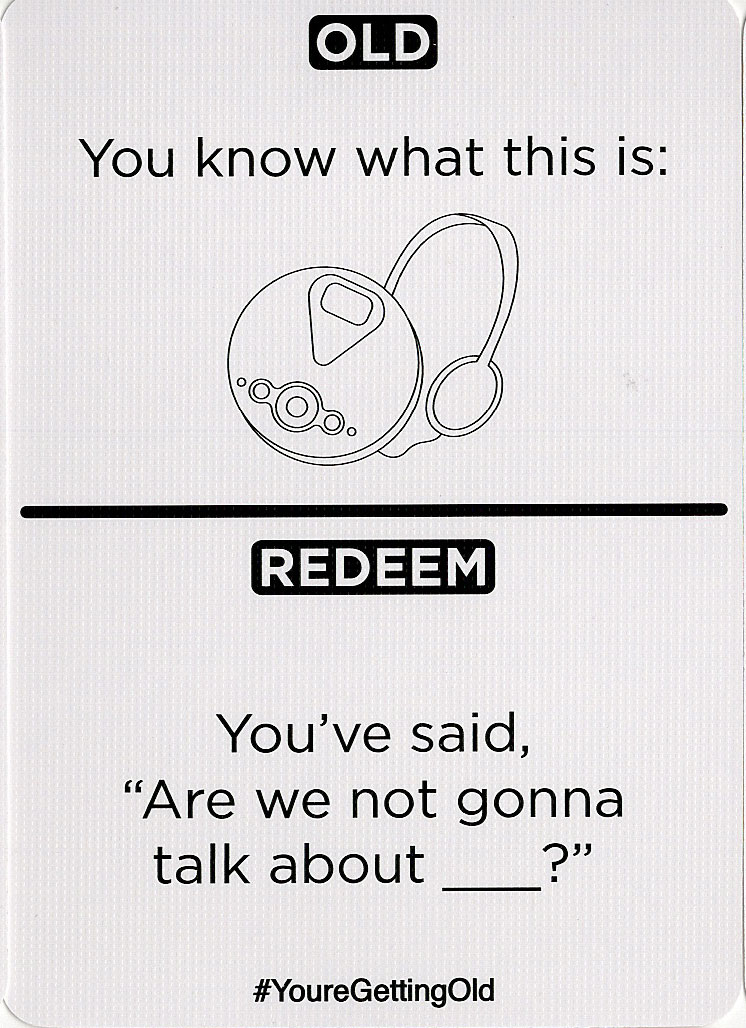 OLD
You know what this is:
REDEEM
You’ve said,
“Are we not gonna
talk about ___?”
#YoureGettingOld